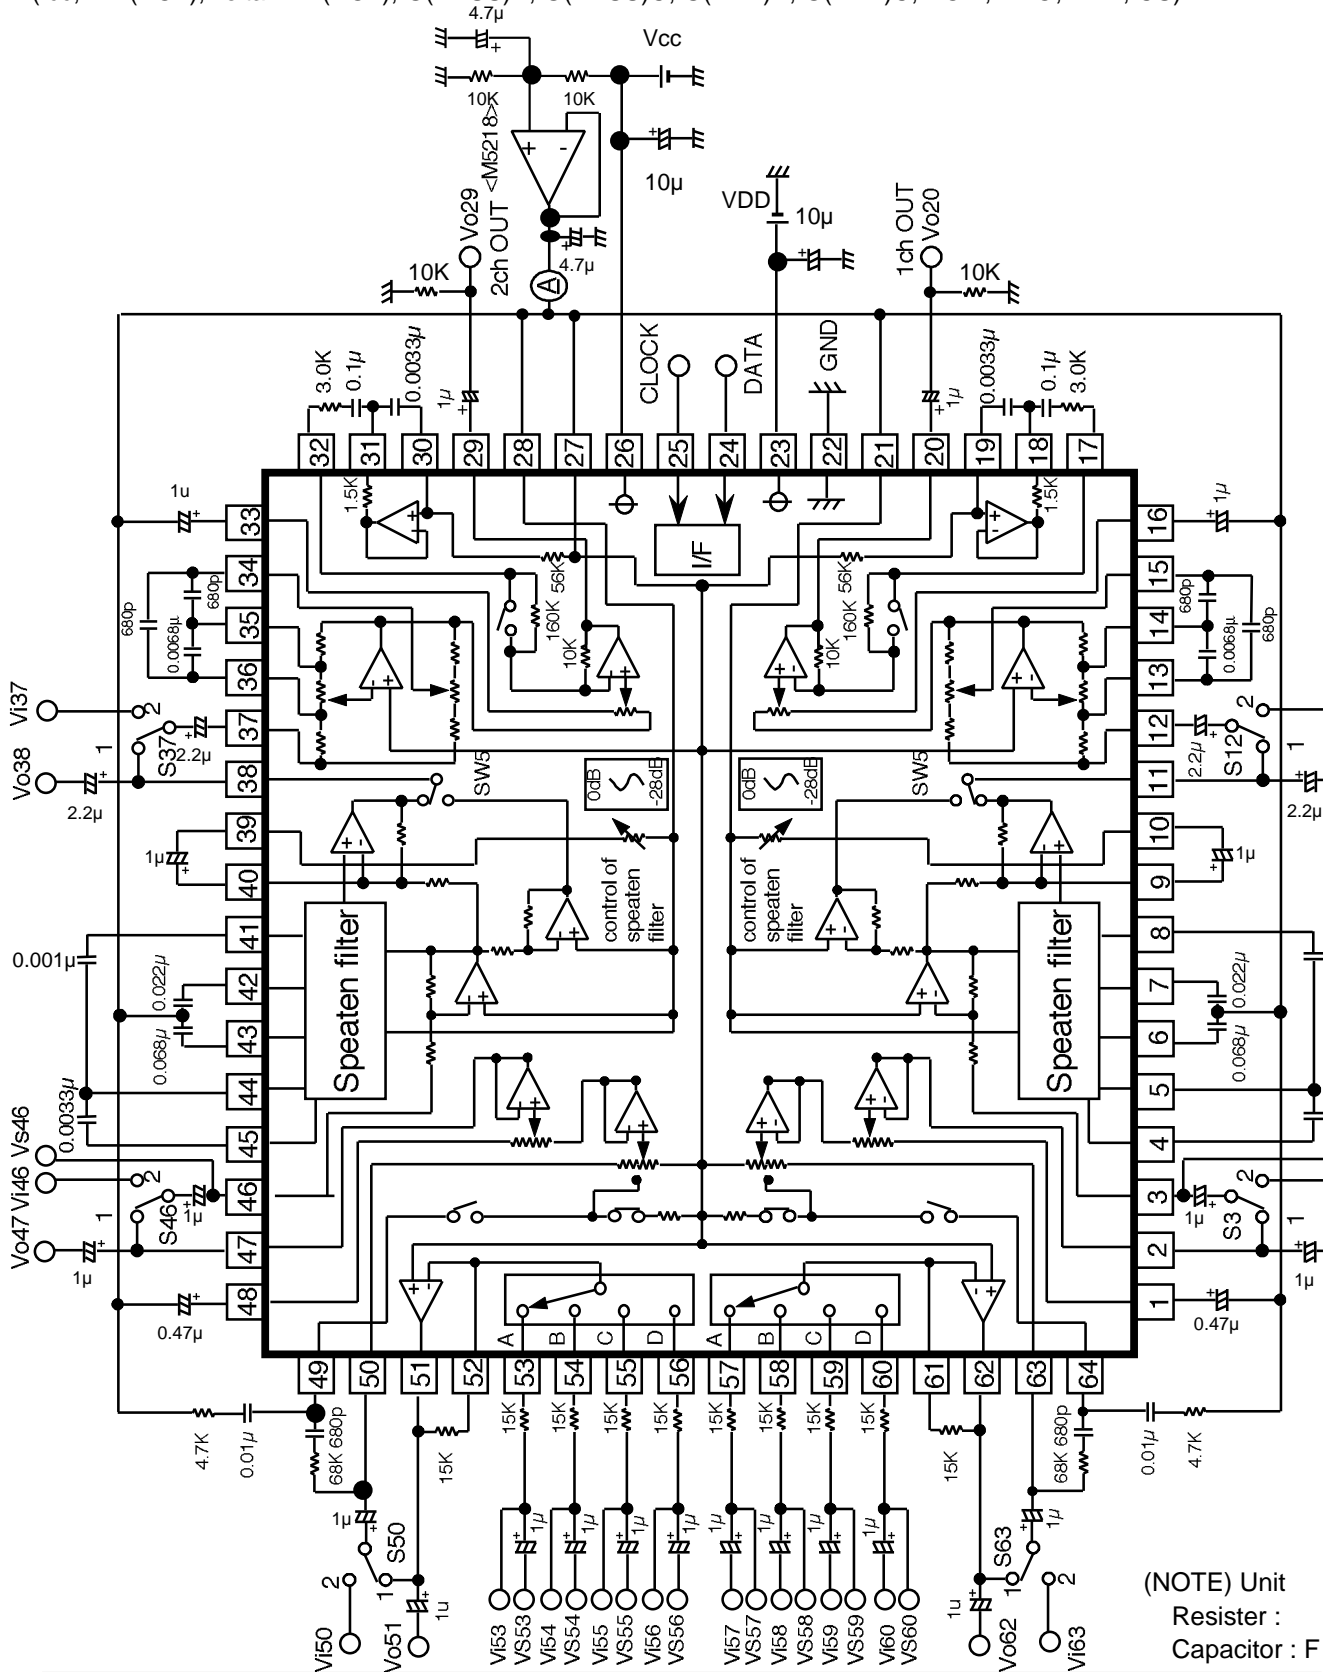 4.7µ
+
Vcc
10K
10K
<M5218>
+ -
+
10µ
VDD
10µ
+
Vo29
2ch OUT
1ch OUT
Vo20
10K
+
4.7µ
A
10K
3.0K
0.1µ
0.0033µ
1µ
+
CLOCK
DATA
GND
1µ
+
0.0033µ
0.1µ
3.0K
32
31
30
29
28
27
26
25
24
23
22
21
20
19
18
17
1u
+
33
1.5K
56K
I/F
56K
1.5K
16
1µ
+
34
680p
680p
160K
160K
15
680p
680p
35
0.0068µ
10K
10K
14
0.0068µ
36
13
Vi37
2
1
S37
2.2µ
+
37
12
2.2µ
+
S12
2
1
Vo38
2.2µ
+
38
SW5
0dB
-28dB
0dB
-28dB
SW5
11
+
2.2µ
39
10
1µ
+
40
9
1µ
+
control of
speaten
filter
control of
speaten
filter
Speaten filter
Speaten filter
41
8
0.001µ
42
0.022µ
7
0.022µ
43
0.068µ
6
0.068µ
44
5
0.0033µ
45
4
Vs46
Vi46
2
1
S46
1µ
+
46
3
1µ
+
S3
2
1
Vo47
1µ
+
47
2
+
1µ
48
0.47µ
+
1
0.47µ
+
A
B
C
D
A
B
C
D
49
50
51
52
53
54
55
56
57
58
59
60
61
62
63
64
4.7K
0.01µ
68K
680p
15K
15K
15K
15K
15K
15K
15K
15K
15K
15K
68K
680p
0.01µ
4.7K
1µ
+
S50
2
1
1u
+
1µ
+
1µ
+
1µ
+
1µ
+
1µ
+
1µ
+
1µ
+
1µ
+
1u
+
S63
1
2
1µ
+
Vi50
Vo51
Vi53
VS53
Vi54
VS54
Vi55
VS55
Vi56
VS56
Vi57
VS57
Vi58
VS58
Vi59
VS59
Vi60
VS60
Vo62
Vi63
(NOTE) Unit
Resister :
Capacitor : F